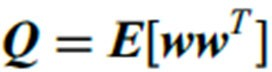 Q = E[ww^T]